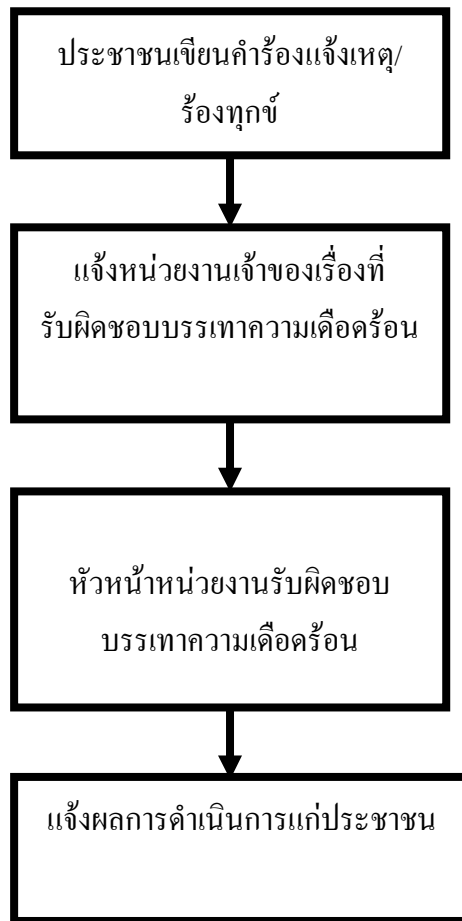 ประชาชนเขียนคำร้องแจ้งเหตุ/
ร้องทุกข์
แจ้งหน่วยงานเจ้าของเรื่องที่
รับผิดชอบบรรเทาความเดือดร้อน
หัวหน้าหน่วยงานรับผิดชอบ
บรรเทาความเดือดร้อน
แจ้งผลการดำเนินการแก่ประชาชน